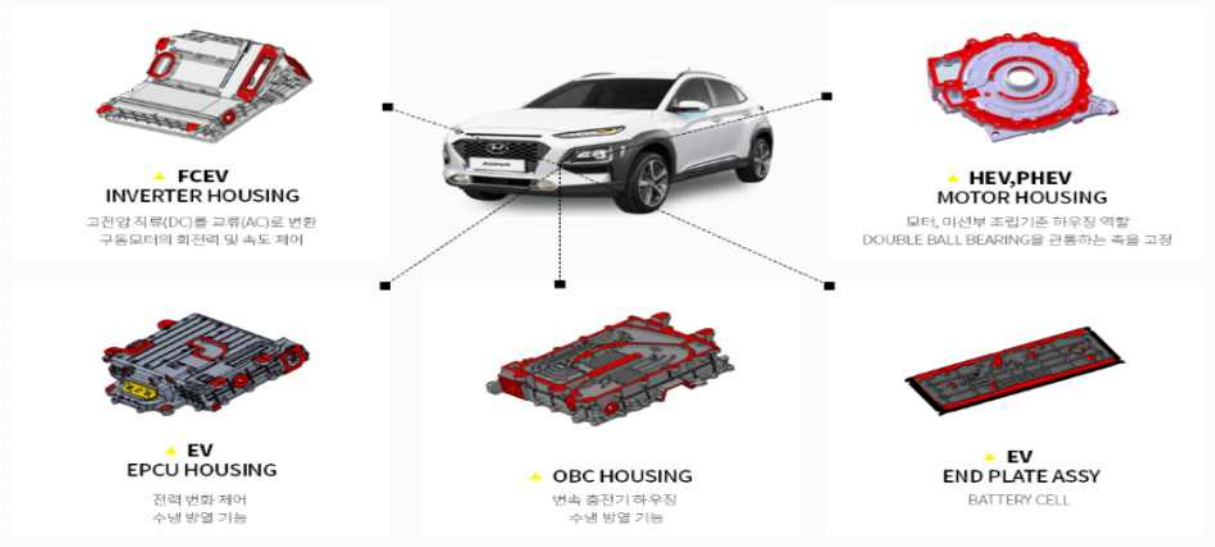 FCEV
INVERTER HOUSING
고전압 직류(DC)를 교류(AC)로 변환
구동모터의 회전력 및 속도 제어
HEV,PHEV
MOTOR HOUSING
모터, 미션부 조립기준 하우징 역할
DOUBLE BALL BEARING을 관통하는 축을 고정
EV
EPCU HOUSING
전력 변화 제어
수냉 방열 기능
OBC HOUSING
변속 충전기 하우징
수냉 방열 기능
EV
END PLATE ASSY
BATTERY CELL